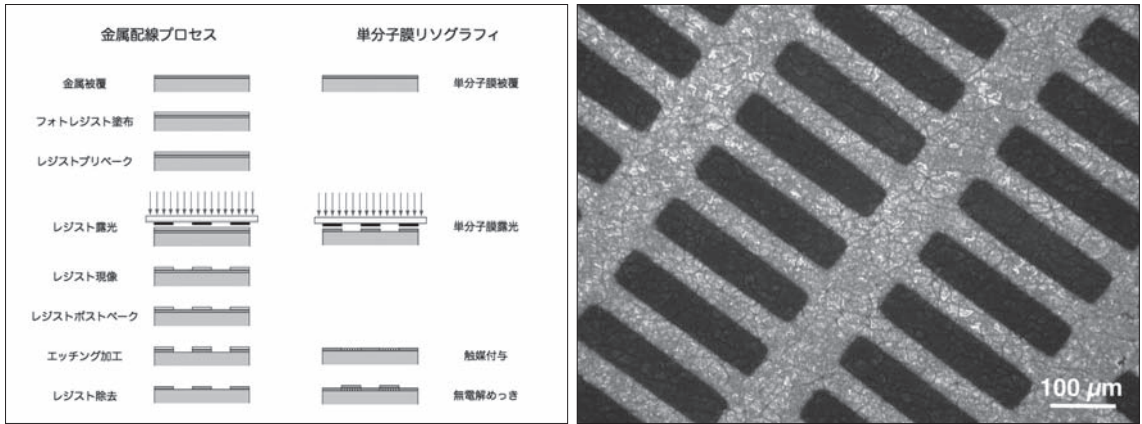 金属配線プロセス
単分子膜リソグラフィ
金属被覆
単分子膜被覆
フォトレジスト塗布
レジストプリベーク
レジスト露光
単分子膜露光
レジスト現像
レジストポストベーク
エッチング加工
触媒付与
レジスト除去
無電解めっき
100 µm